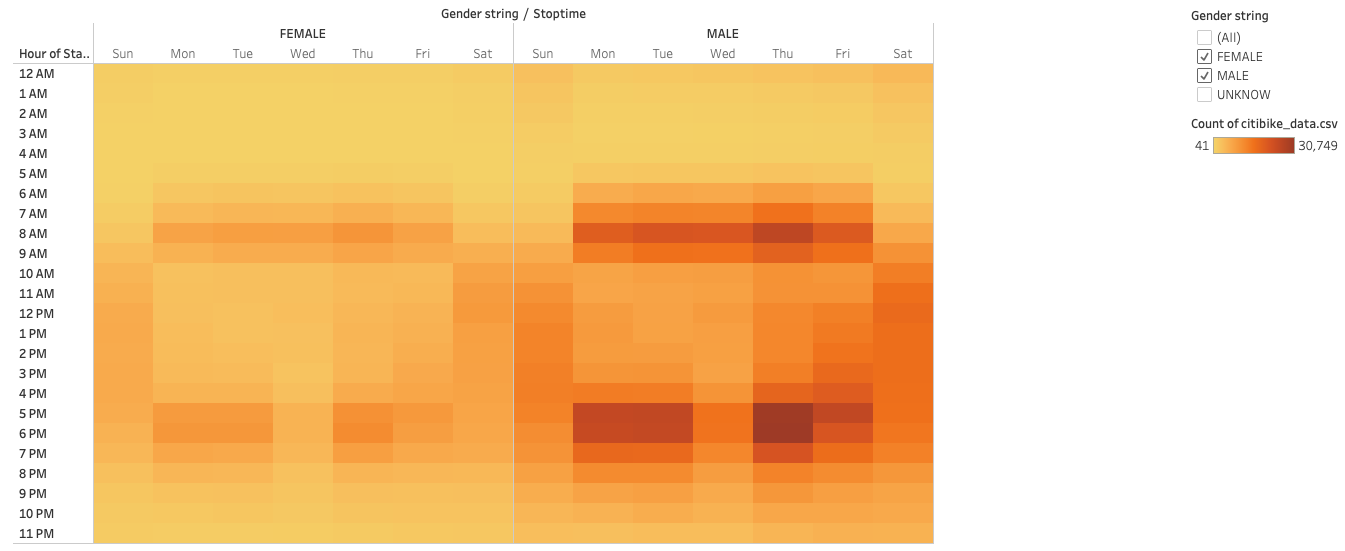 Gender string / Stoptime
FEMALE MALE
Hour of Sta.. Sun Mon Tue Wed Thu Fri Sat Sun Mon Tue Wed Thu Fri Sat
12 AM
1 AM
2 AM
3 AM
4 AM
5 AM
6 AM
7 AM
8 AM
9 AM
10 AM
11 AM
12 PM
1 PM
2 PM
3 PM
4 PM
5 PM
6 PM
7 PM
8 PM
9 PM
10 PM
11 PM
Gender string
(All)
FEMALE
MALE
UNKNOW
Count of citibike_data.csv
41 30,749